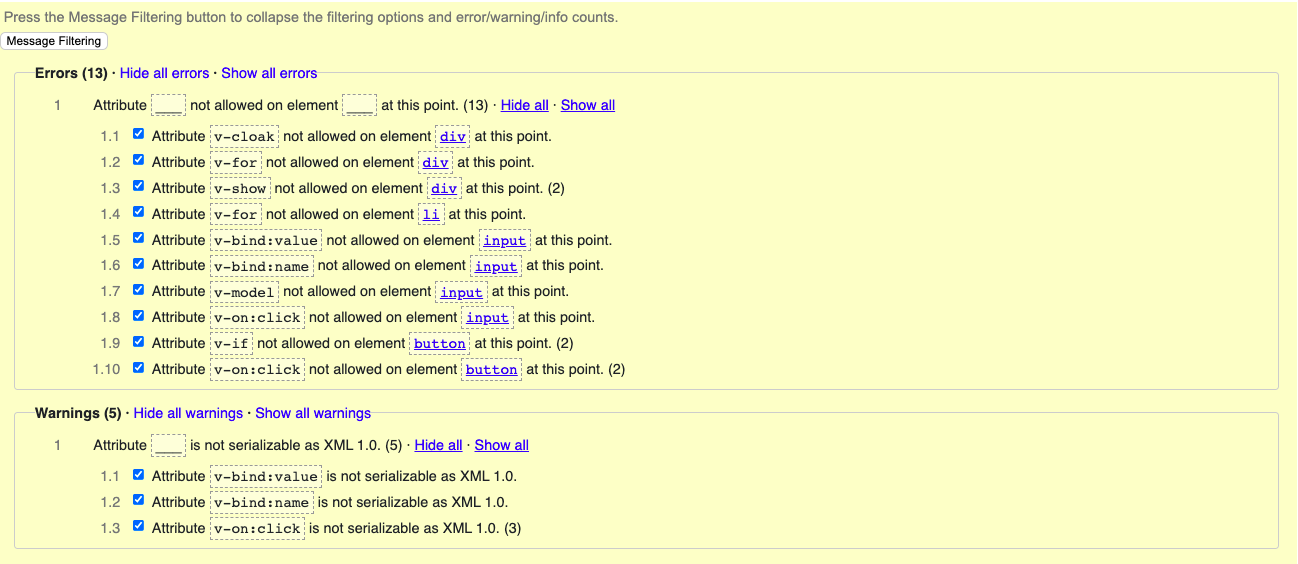 Press the Message Filtering button to collapse the filtering options and error/warning/info counts.
Message Filtering
Errors (13) · Hide all errors · Show all errors
1 Attribute ___ not allowed on element ___ at this point. (13) · Hide all · Show all
1.1 Attribute v-cloak not allowed on element div at this point.
1.2 Attribute v-for not allowed on element div at this point.
1.3 Attribute v-show not allowed on element div at this point. (2)
1.4 Attribute v-for not allowed on element li at this point.
1.5 Attribute v-bind:value not allowed on element input at this point.
1.6 Attribute v-bind:name not allowed on element input at this point.
1.7 Attribute v-model not allowed on element input at this point.
1.8 Attribute v-on:click not allowed on element input at this point.
1.9 Attribute v-if not allowed on element button at this point. (2)
1.10 Attribute v-on:click not allowed on element button at this point. (2)
Warnings (5) · Hide all warnings · Show all warnings
1 Attribute ___ is not serializable as XML 1.0. (5) · Hide all · Show all
1.1 Attribute v-bind:value is not serializable as XML 1.0.
1.2 Attribute v-bind:name is not serializable as XML 1.0.
1.3 Attribute v-on:click is not serializable as XML 1.0. (3)